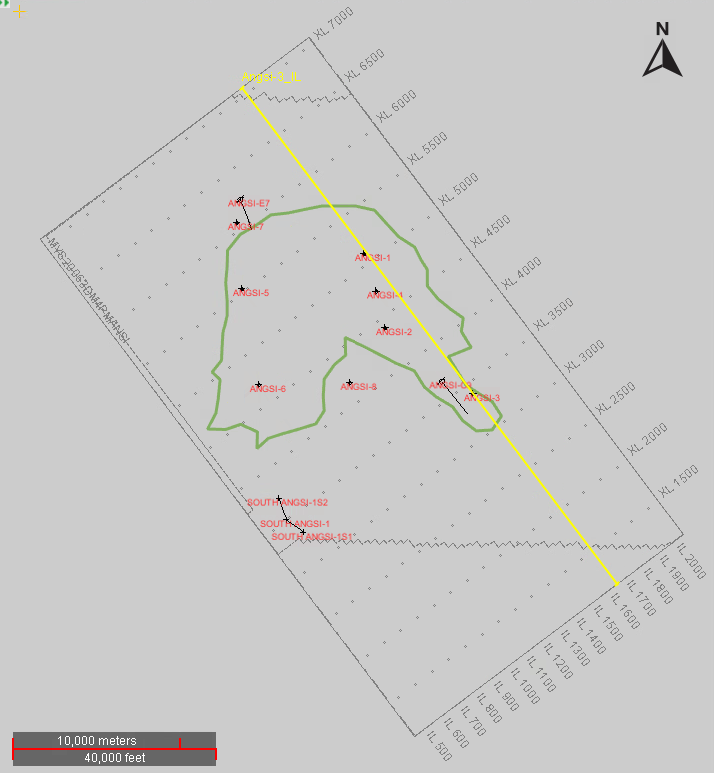 XL 7000
N
XL 6500
Angsi-3_IL
XL 6000
XL 5500
XL 5000
ANGSI-E7
ANGSI-7
XL 4500
ANGSI-1
XL 4000
ANGSI-5
XL 3500
ANGSI-2
XL 3000
ANGSI-6
ANGSI-8
ANGSI-3
XL 2500
XL 2000
XL 1500
SOUTH ANGSI-1S2
SOUTH ANGSI-1
SOUTH ANGSI-1S1
IL 2000
IL 1900
IL 1800
IL 1700
IL 1600
IL 1500
IL 1400
IL 1300
IL 1200
IL 1100
IL 1000
IL 900
IL 800
IL 700
IL 600
IL 500
10,000 meters
40,000 feet